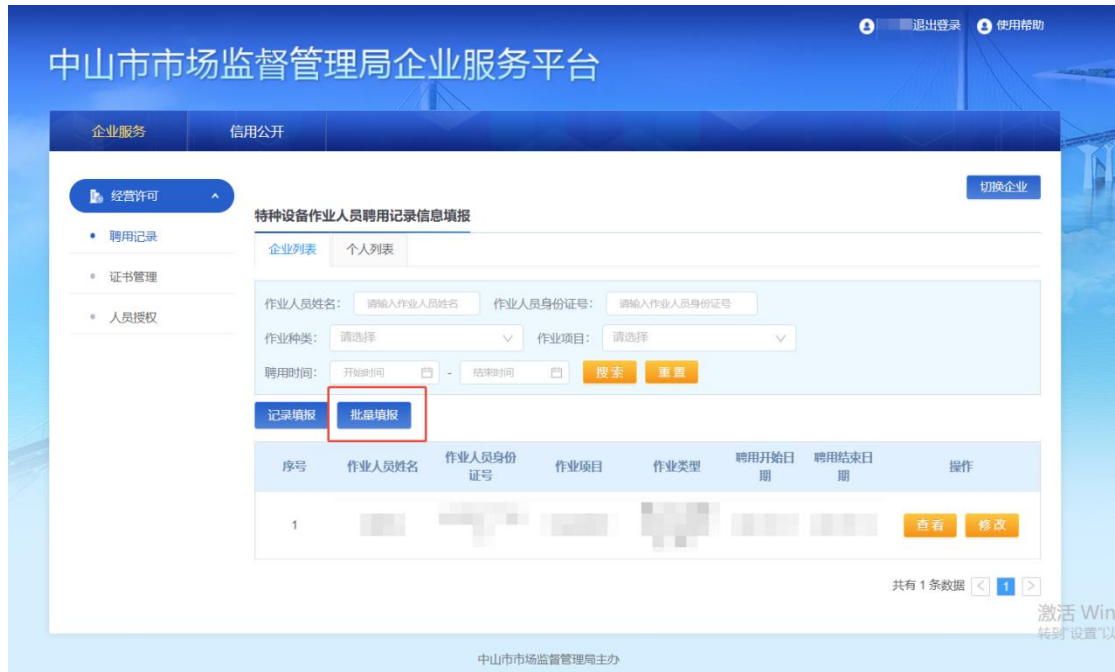 退出登录 使用帮助
中山市市场监督管理局企业服务平台
企业服务 信用公开
切换企业
经营许可
聘用记录
证书管理
人员授权
特种设备作业人员聘用记录信息填报
企业列表 个人列表
作业人员姓名： 请输入作业人员姓名 作业人员身份证号： 请输入作业人员身份证号
作业种类： 请选择 作业项目： 请选择
聘用时间： 开始时间 - 结束时间 搜索 重置
记录填报 批量填报
序号 作业人员姓名 作业人员身份证号 作业项目 作业类型 聘用开始日期 聘用结束日期 操作
1 查看 修改
共有 1 条数据 < 1 >
激活 Win
转到"设置"以
中山市市场监督管理局主办